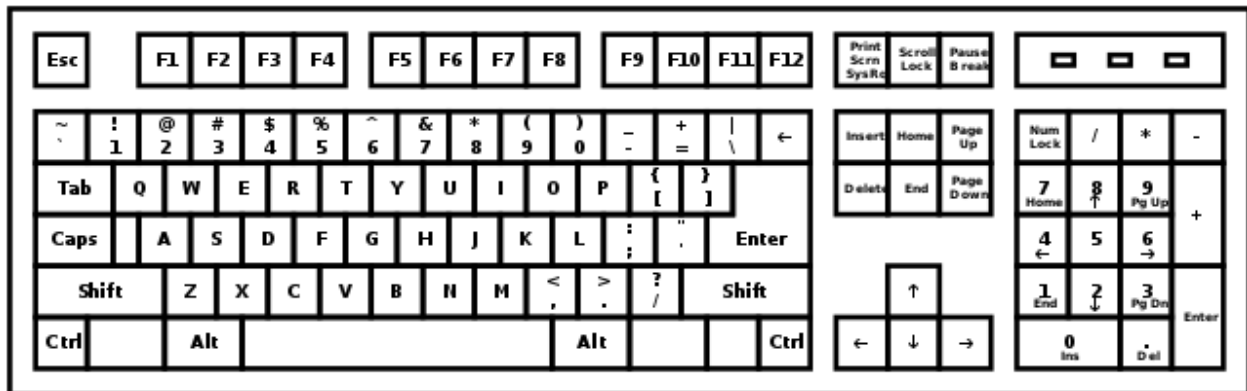 Esc F1 F2 F3 F4 F5 F6 F7 F8 F9 F10 F11 F12 Print Scrn SysRq Scroll Lock Pause Break
~ ! @ # $ % ^ & * ( ) _ + | ←
` 1 2 3 4 5 6 7 8 9 0 - = \
Insert Home Page Up Num Lock / * -
Tab Q W E R T Y U I O P { [ } ] Delete End Page Down 7 Home 8 ↑ 9 Pg Up +
Caps A S D F G H J K L : ; " . Enter 4 ← 5 6 →
Shift Z X C V B N M < , > . ? / Shift ↑ 1 End 2 ↓ 3 Pg Dn Enter
Ctrl Alt Alt Ctrl ← ↓ → 0 Ins . Del